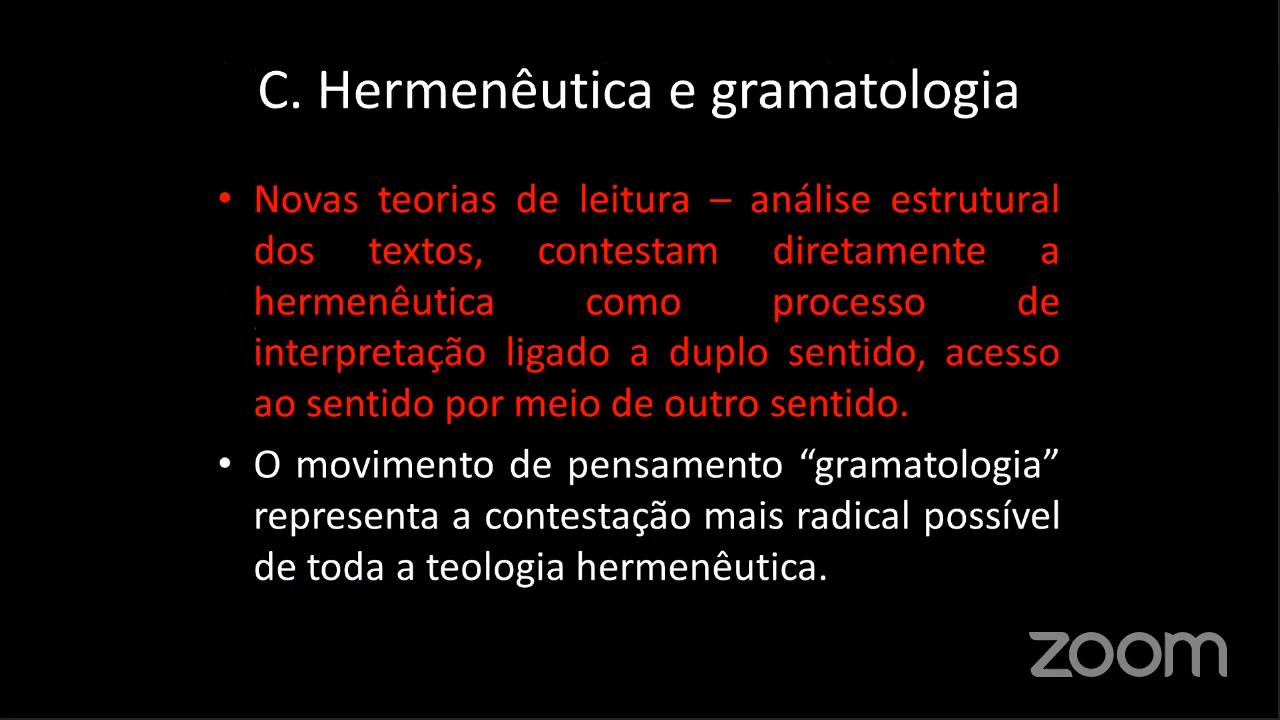 C. Hermenêutica e gramatologia
• Novas teorias de leitura – análise estrutural
dos textos, contestam diretamente a
hermenêutica como processo de
interpretação ligado a duplo sentido, acesso
ao sentido por meio de outro sentido.
• O movimento de pensamento “gramatologia”
representa a contestação mais radical possível
de toda a teologia hermenêutica.
zoom